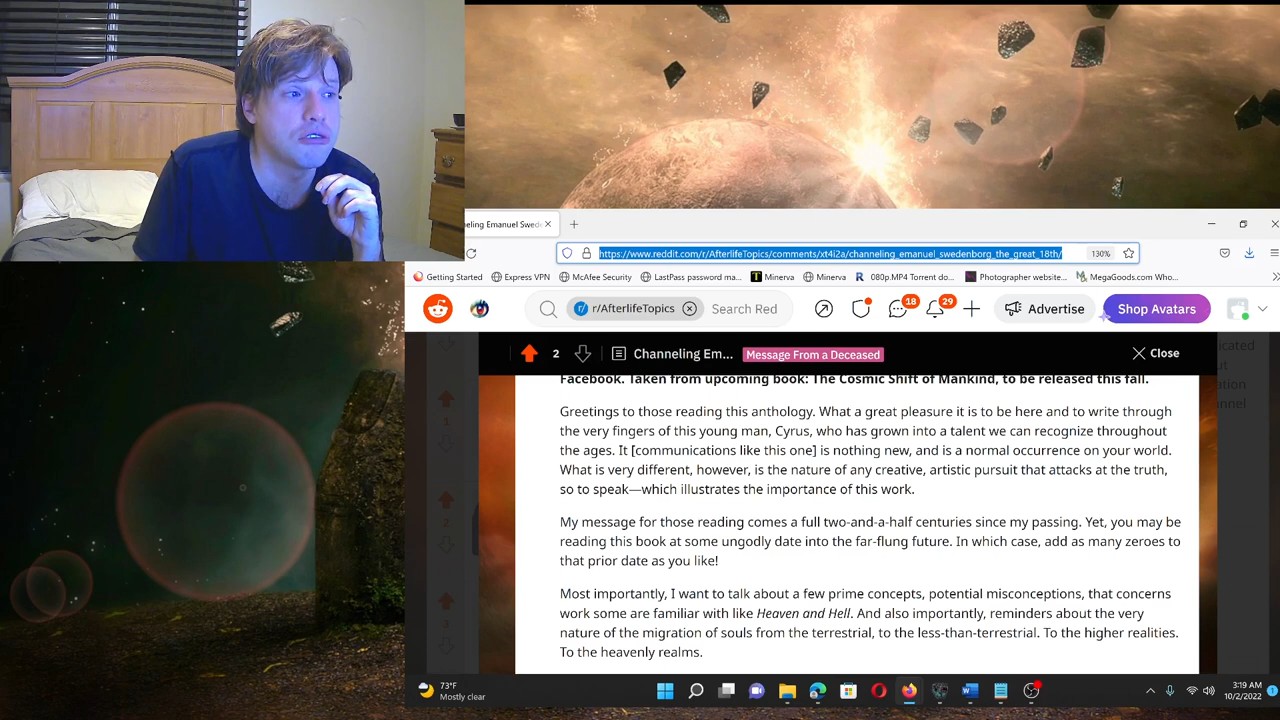 eling Emanuel Swede
https://www.reddit.com/r/AfterlifeTopics/comments/xt4i2a/channeling_emanuel_swedenborg_the_great_18th/
130%
Getting Started
Express VPN
McAfee Security
LastPass password ma...
Minerva
Minerva
080p.MP4 Torrent do...
Photographer website...
MegaGoods.com Who...
r/AfterlifeTopics
Search Red
18
29
Advertise
Shop Avatars
2
Channeling Em...
Message From a Deceased
Close
Facebook. Taken from upcoming book: The Cosmic Shift of Mankind, to be released this fall.
Greetings to those reading this anthology. What a great pleasure it is to be here and to write through
the very fingers of this young man, Cyrus, who has grown into a talent we can recognize throughout
the ages. It [communications like this one] is nothing new, and is a normal occurrence on your world.
What is very different, however, is the nature of any creative, artistic pursuit that attacks at the truth,
so to speak—which illustrates the importance of this work.
My message for those reading comes a full two-and-a-half centuries since my passing. Yet, you may be
reading this book at some ungodly date into the far-flung future. In which case, add as many zeroes to
that prior date as you like!
Most importantly, I want to talk about a few prime concepts, potential misconceptions, that concerns
work some are familiar with like Heaven and Hell. And also importantly, reminders about the very
nature of the migration of souls from the terrestrial, to the less-than-terrestrial. To the higher realities.
To the heavenly realms.
73°F
Mostly clear
3:19 AM
10/2/2022